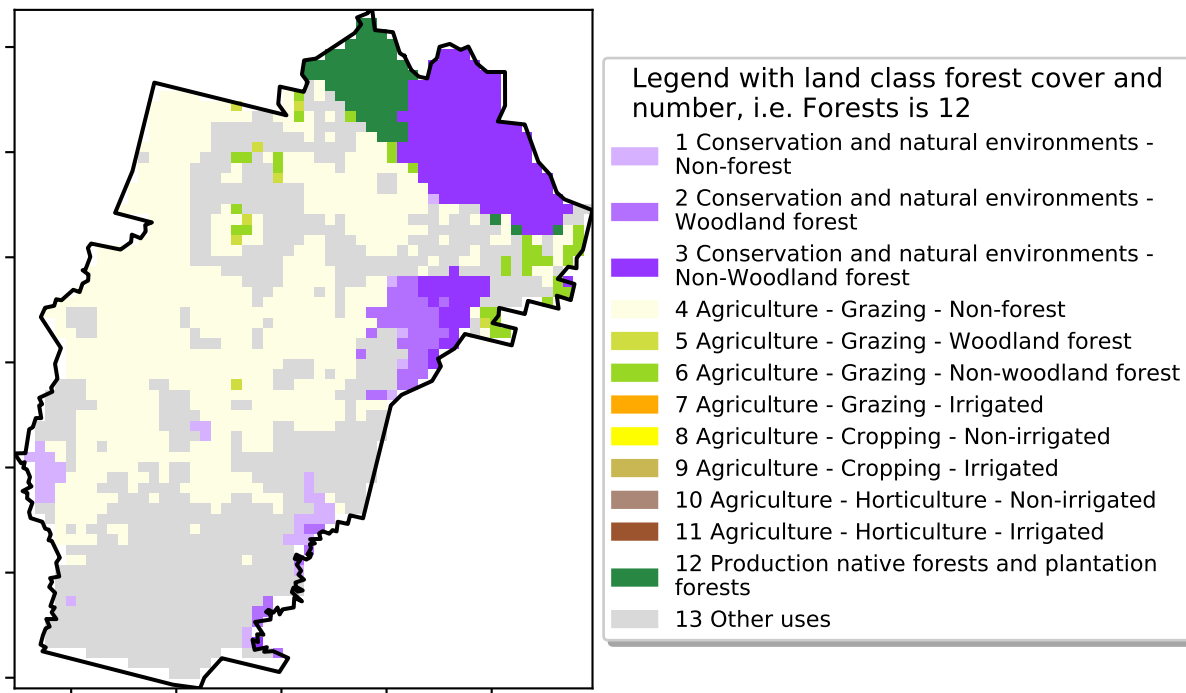 Legend with land class forest cover and
number, i.e. Forests is 12
1 Conservation and natural environments -
Non-forest
2 Conservation and natural environments -
Woodland forest
3 Conservation and natural environments -
Non-Woodland forest
4 Agriculture - Grazing - Non-forest
5 Agriculture - Grazing - Woodland forest
6 Agriculture - Grazing - Non-woodland forest
7 Agriculture - Grazing - Irrigated
8 Agriculture - Cropping - Non-irrigated
9 Agriculture - Cropping - Irrigated
10 Agriculture - Horticulture - Non-irrigated
11 Agriculture - Horticulture - Irrigated
12 Production native forests and plantation
forests
13 Other uses